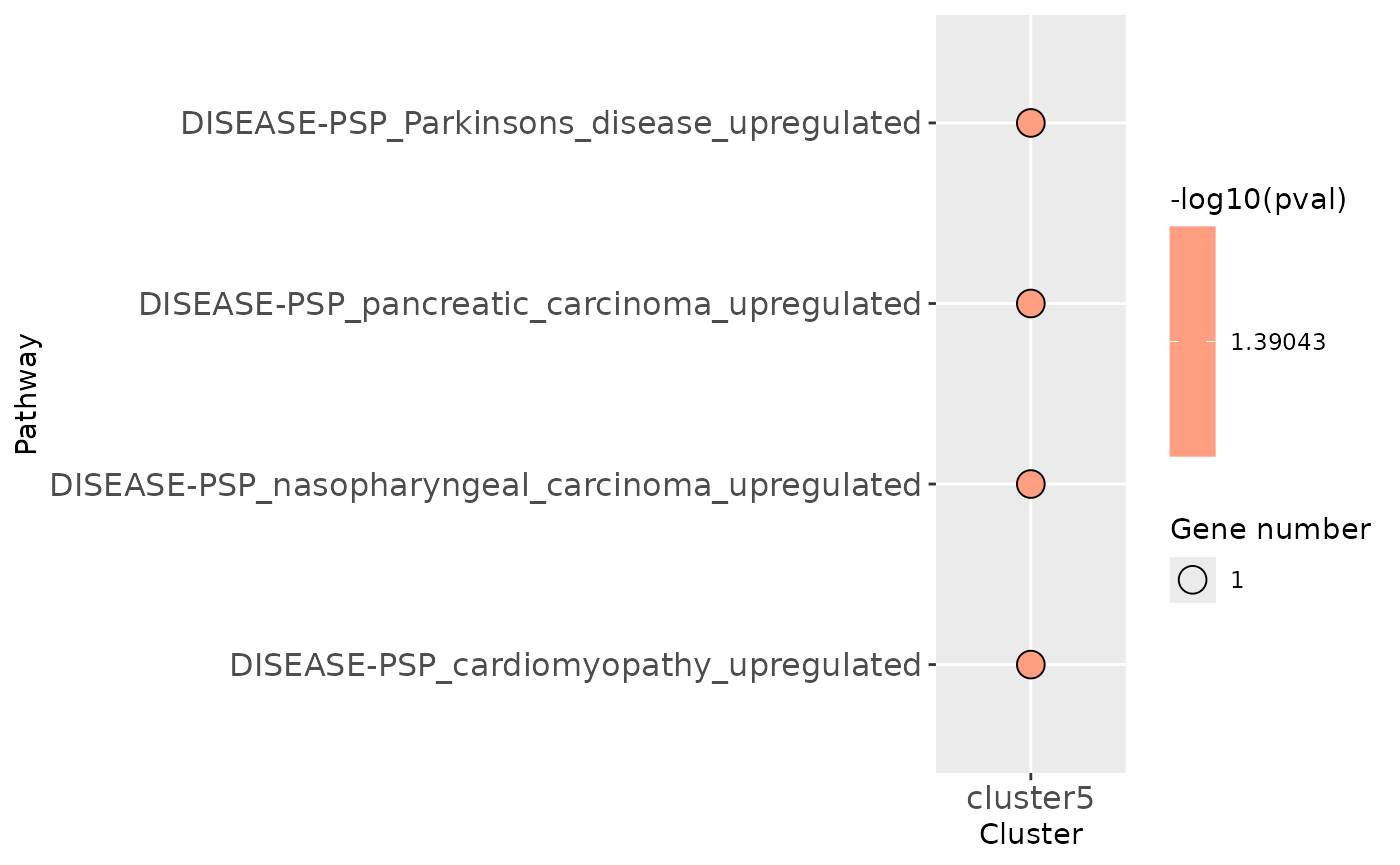 Pathway
DISEASE-PSP_Parkinsons_disease_upregulated
DISEASE-PSP_pancreatic_carcinoma_upregulated
DISEASE-PSP_nasopharyngeal_carcinoma_upregulated
DISEASE-PSP_cardiomyopathy_upregulated
cluster5
Cluster
-log10(pval)
1.39043
Gene number
1